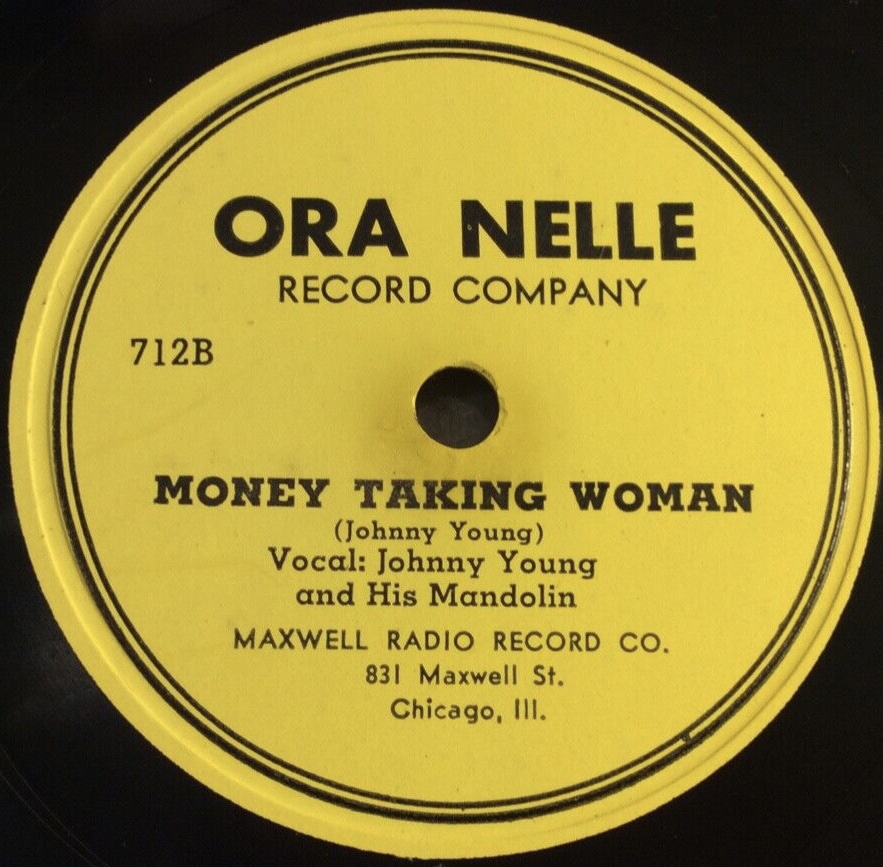 ORA NELLE
RECORD COMPANY
712B
MONEY TAKING WOMAN
(Johnny Young)
Vocal: Johnny Young
and His Mandolin
MAXWELL RADIO RECORD CO.
831 Maxwell St.
Chicago, Ill.